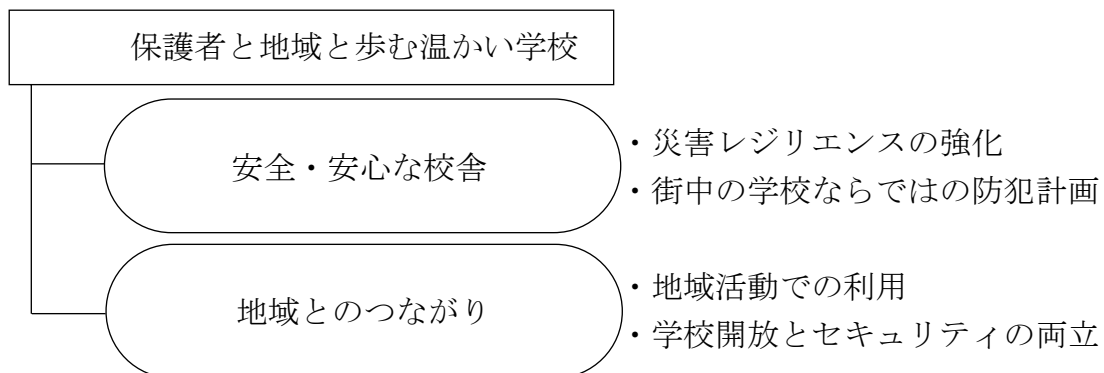 保護者と地域と歩む温かい学校
安全・安心な校舎
・災害レジリエンスの強化
・街中の学校ならではの防犯計画
地域とのつながり
・地域活動での利用
・学校開放とセキュリティの両立